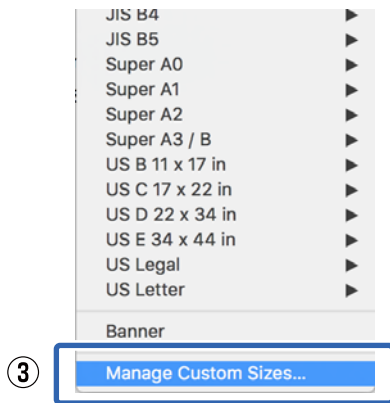 JIS B4
JIS B5
Super A0
Super A1
Super A2
Super A3 / B
US B 11 x 17 in
US C 17 x 22 in
US D 22 x 34 in
US E 34 x 44 in
US Legal
US Letter
Banner
③ Manage Custom Sizes...